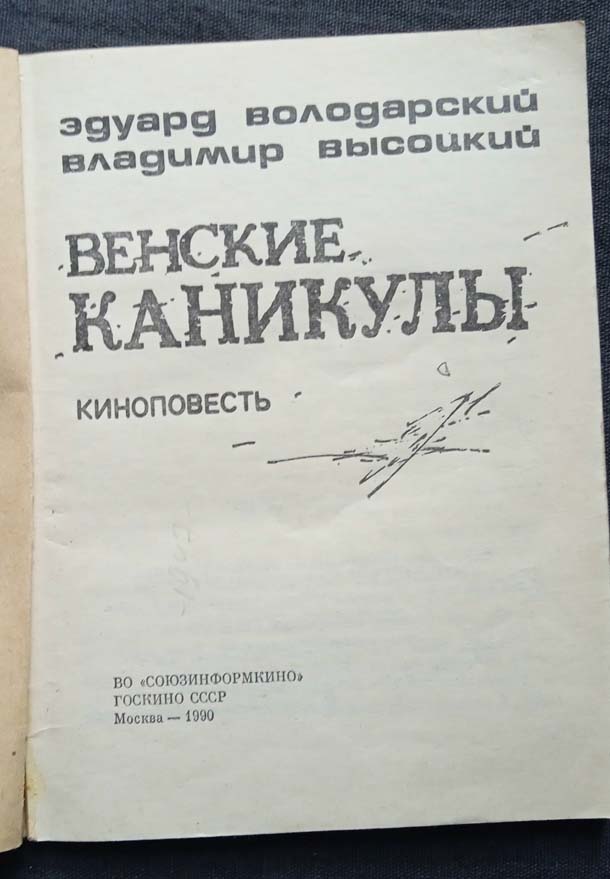 эдуард володарский
владимир высоцкий
ВЕНСКИЕ
КАНИКУЛЫ
КИНОПОВЕСТЬ
ВО «СОЮЗИНФОРМКИНО»
ГОСКИНО СССР
Москва — 1990